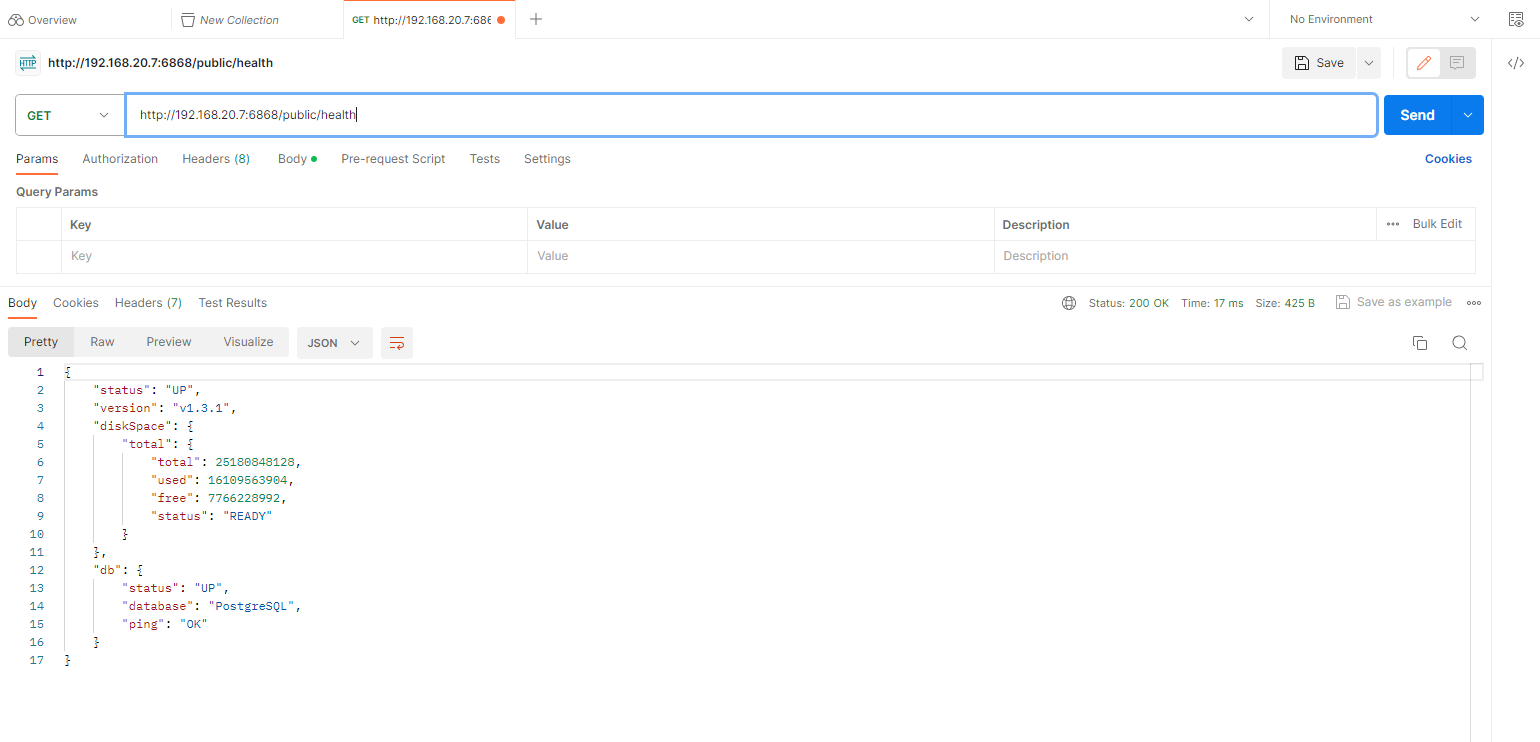 Overview New Collection GET http://192.168.20.7:686 No Environment
HTTP http://192.168.20.7:6868/public/health Save
GET http://192.168.20.7:6868/public/health Send
Params Authorization Headers (8) Body Pre-request Script Tests Settings Cookies
Query Params
Key Value Description Bulk Edit
Key Value Description
Body Cookies Headers (7) Test Results Status: 200 OK Time: 17 ms Size: 425 B Save as example
Pretty Raw Preview Visualize JSON
1 {
2 "status": "UP",
3 "version": "v1.3.1",
4 "diskSpace": {
5 "total": {
6 "total": 25180848128,
7 "used": 16109563904,
8 "free": 7766228992,
9 "status": "READY"
10 }
11 },
12 "db": {
13 "status": "UP",
14 "database": "PostgreSQL",
15 "ping": "OK"
16 }
17 }